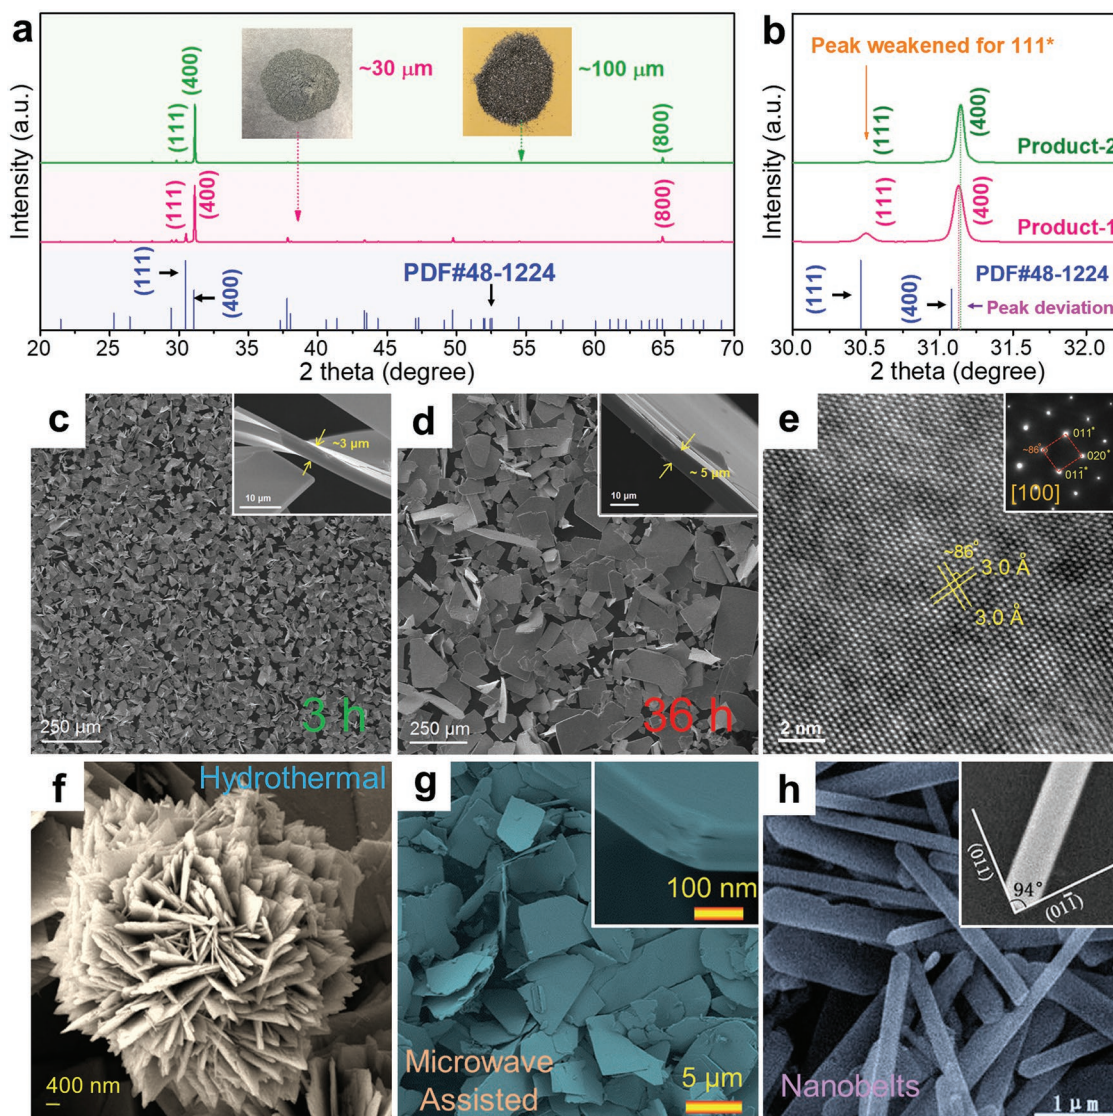 a
Intensity (a.u.)
(111)
(400)
~30 μm
~100 μm
(800)
(111)
(400)
(800)
(111)
(400)
PDF#48-1224
20 25 30 35 40 45 50 55 60 65 70
2 theta (degree)
b
Intensity (a.u.)
Peak weakened for 111*
(111)
(400)
Product-2
(111)
(400)
Product-1
(111)
(400)
PDF#48-1224
Peak deviation
30.0 30.5 31.0 31.5 32.0
2 theta (degree)
c
~3 μm
10 μm
250 μm
3 h
d
~ 5 μm
10 μm
250 μm
36 h
e
011*
~86°
020*
011̄*
[100]
~86°
3.0 Å
3.0 Å
2 nm
f
Hydrothermal
400 nm
g
100 nm
Microwave
Assisted
5 μm
h
(011)
94°
(011̄)
Nanobelts
1 μm